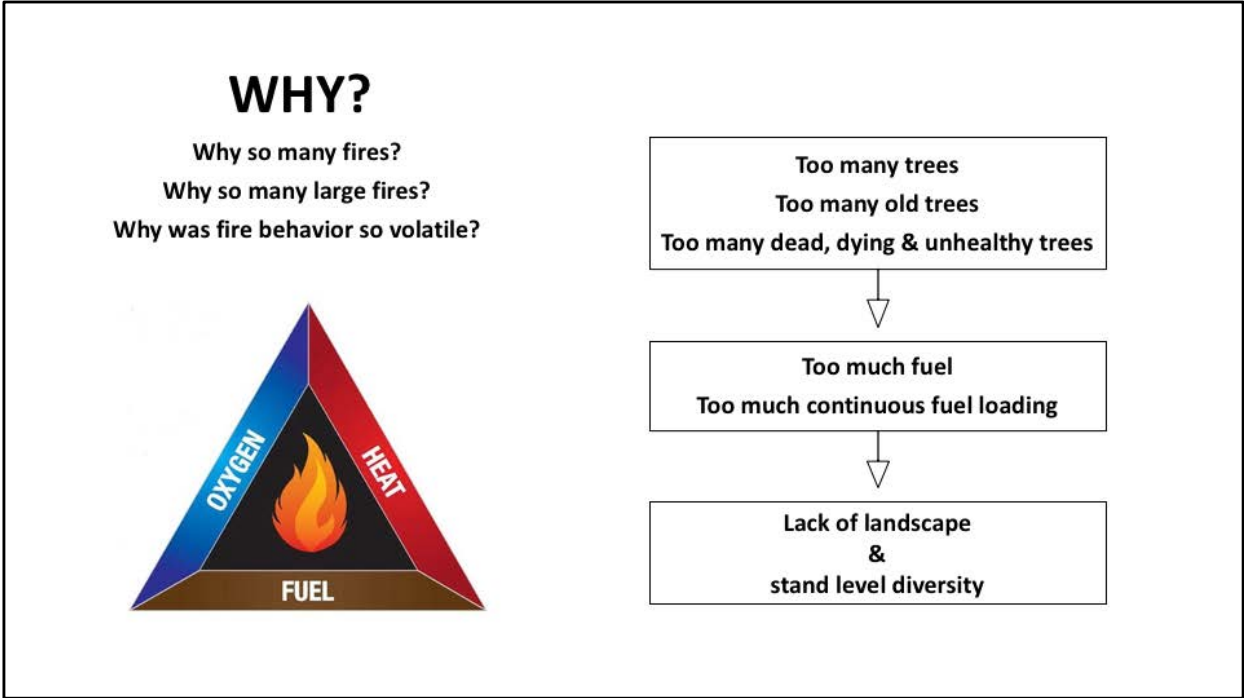 WHY?
Why so many fires?
Why so many large fires?
Why was fire behavior so volatile?
OXYGEN
HEAT
FUEL
Too many trees
Too many old trees
Too many dead, dying & unhealthy trees
Too much fuel
Too much continuous fuel loading
Lack of landscape
&
stand level diversity